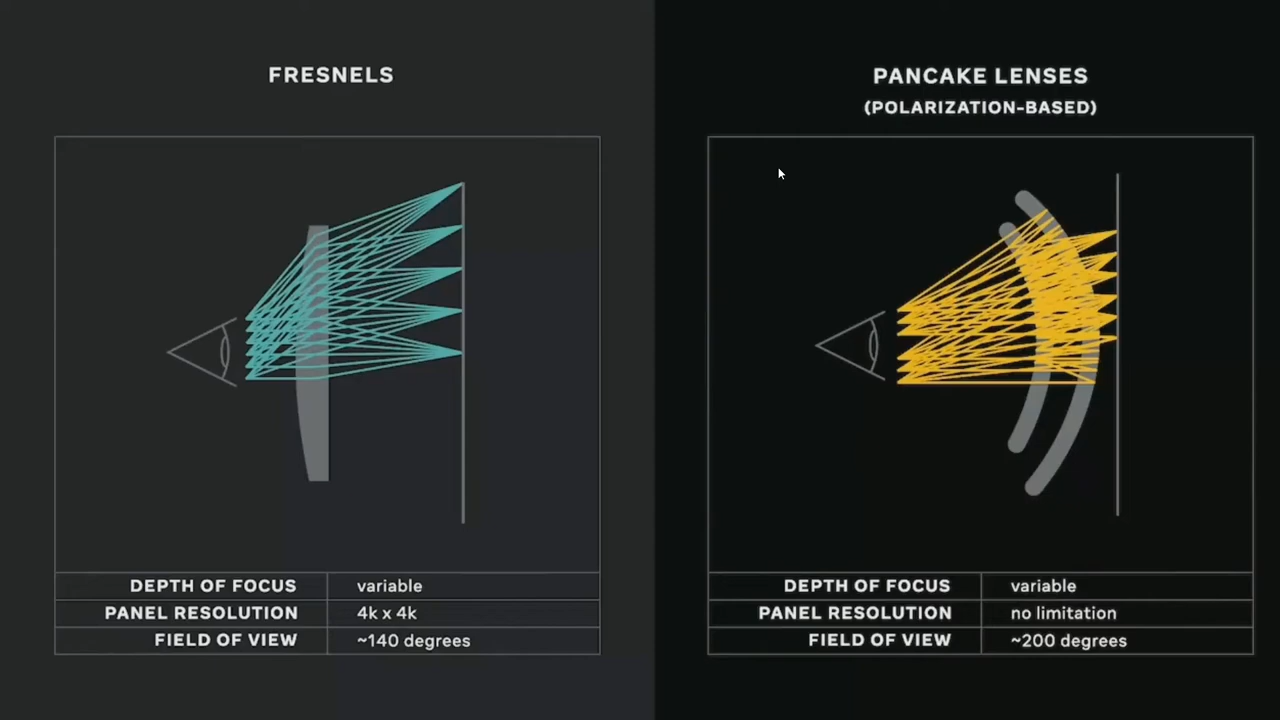 FRESNELS
DEPTH OF FOCUS variable
PANEL RESOLUTION 4k x 4k
FIELD OF VIEW ~140 degrees
PANCAKE LENSES
(POLARIZATION-BASED)
DEPTH OF FOCUS variable
PANEL RESOLUTION no limitation
FIELD OF VIEW ~200 degrees